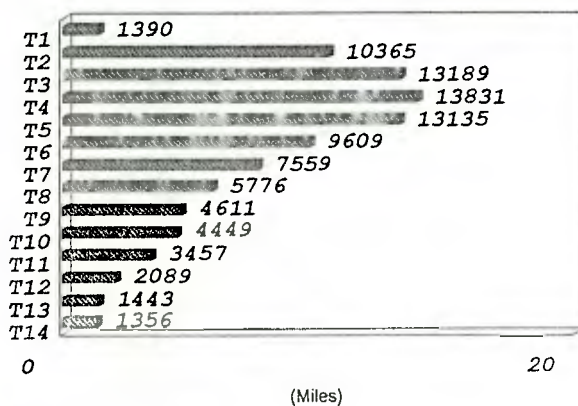 T1 1390
T2 10365
T3 13189
T4 13831
T5 13135
T6 9609
T7 7559
T8 5776
T9 4611
T10 4449
T11 3457
T12 2089
T13 1443
T14 1356
0 20
(Miles)